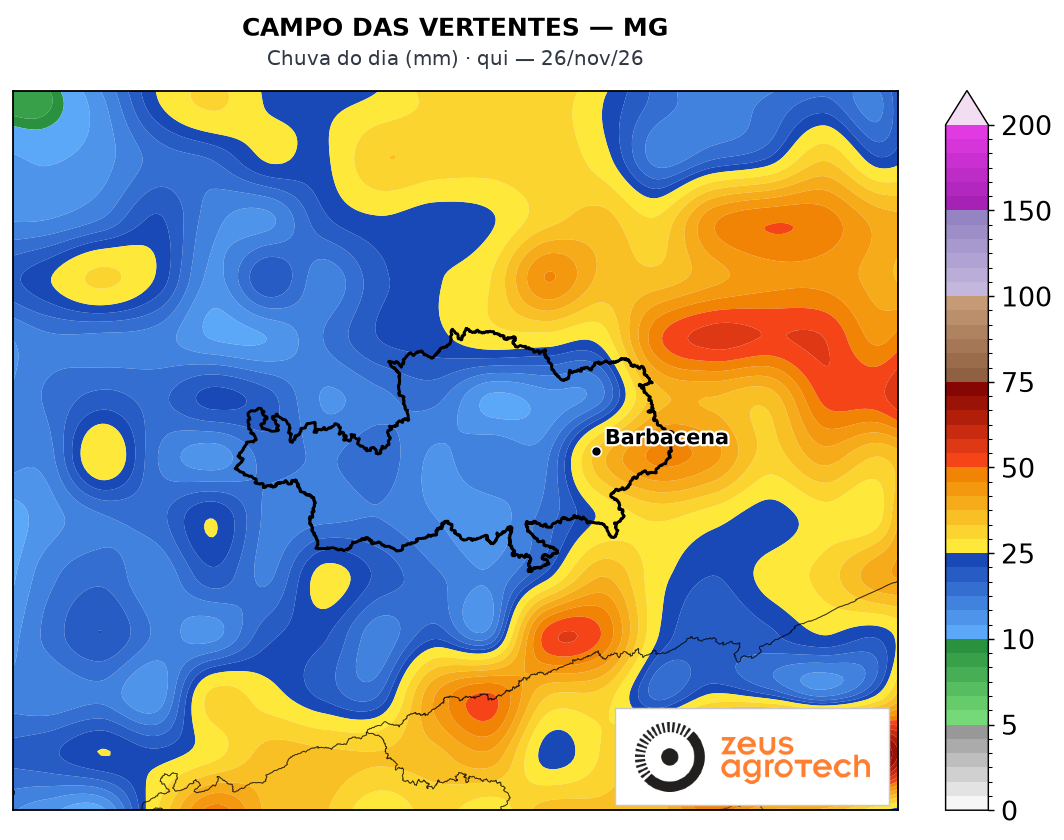 CAMPO DAS VERTENTES — MG
Chuva do dia (mm) · qui — 26/nov/26
200
150
100
75
50
25
10
5
0
Barbacena
zeus
agrotech